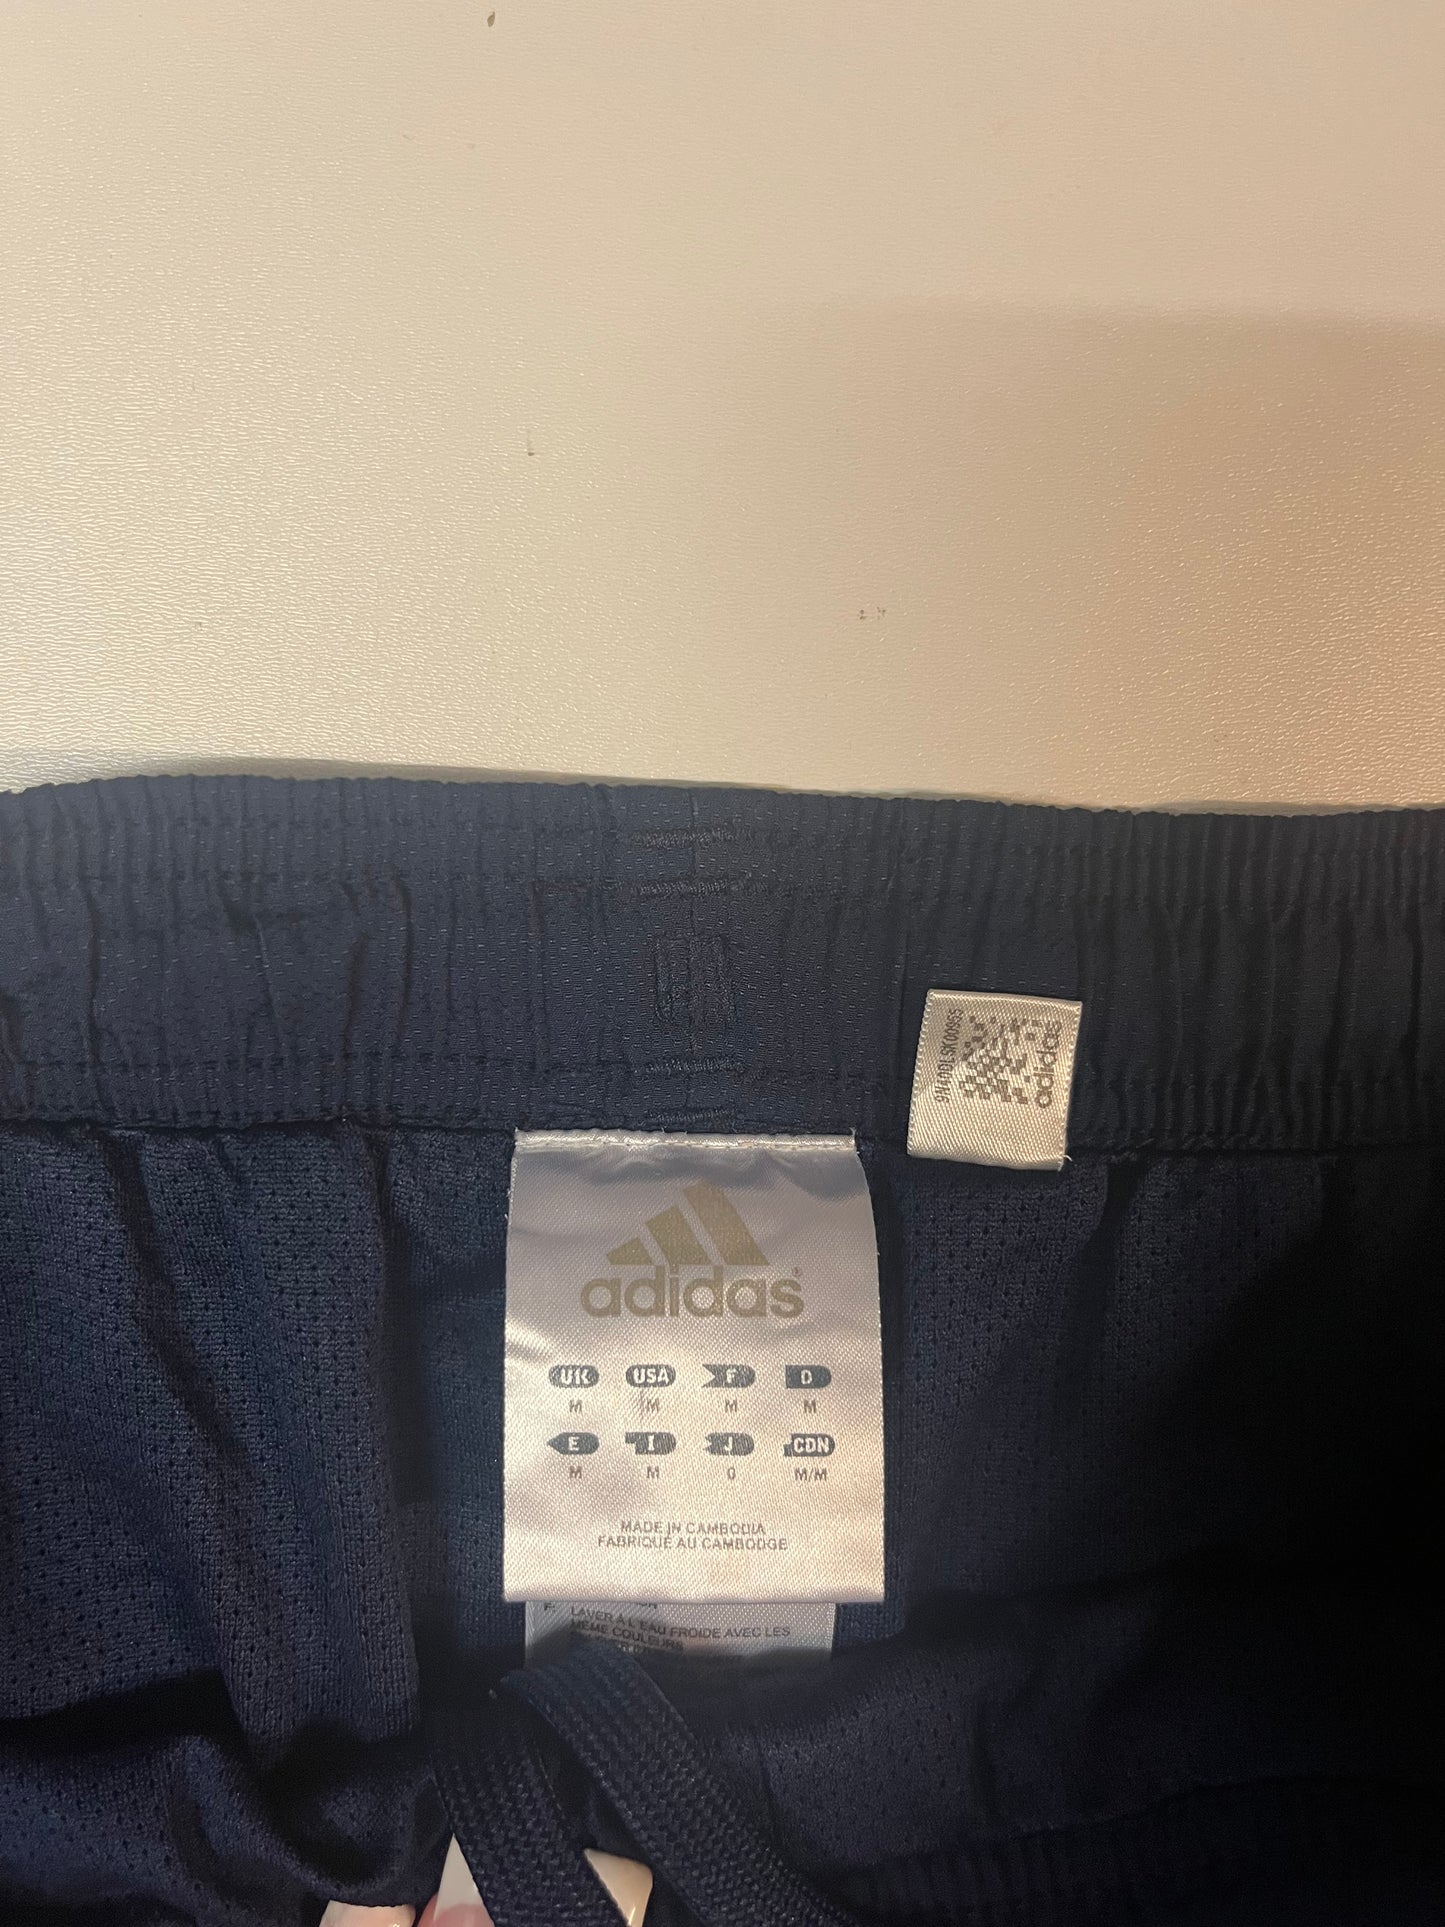 adidas
adidas
UK USA F D
M M M M
E I J CDN
M M O M/M
MADE IN CAMBODIA
FABRIQUÉ AU CAMBODGE
F:
LAVER À L'EAU FROIDE AVEC LES
MÊME COULEURS